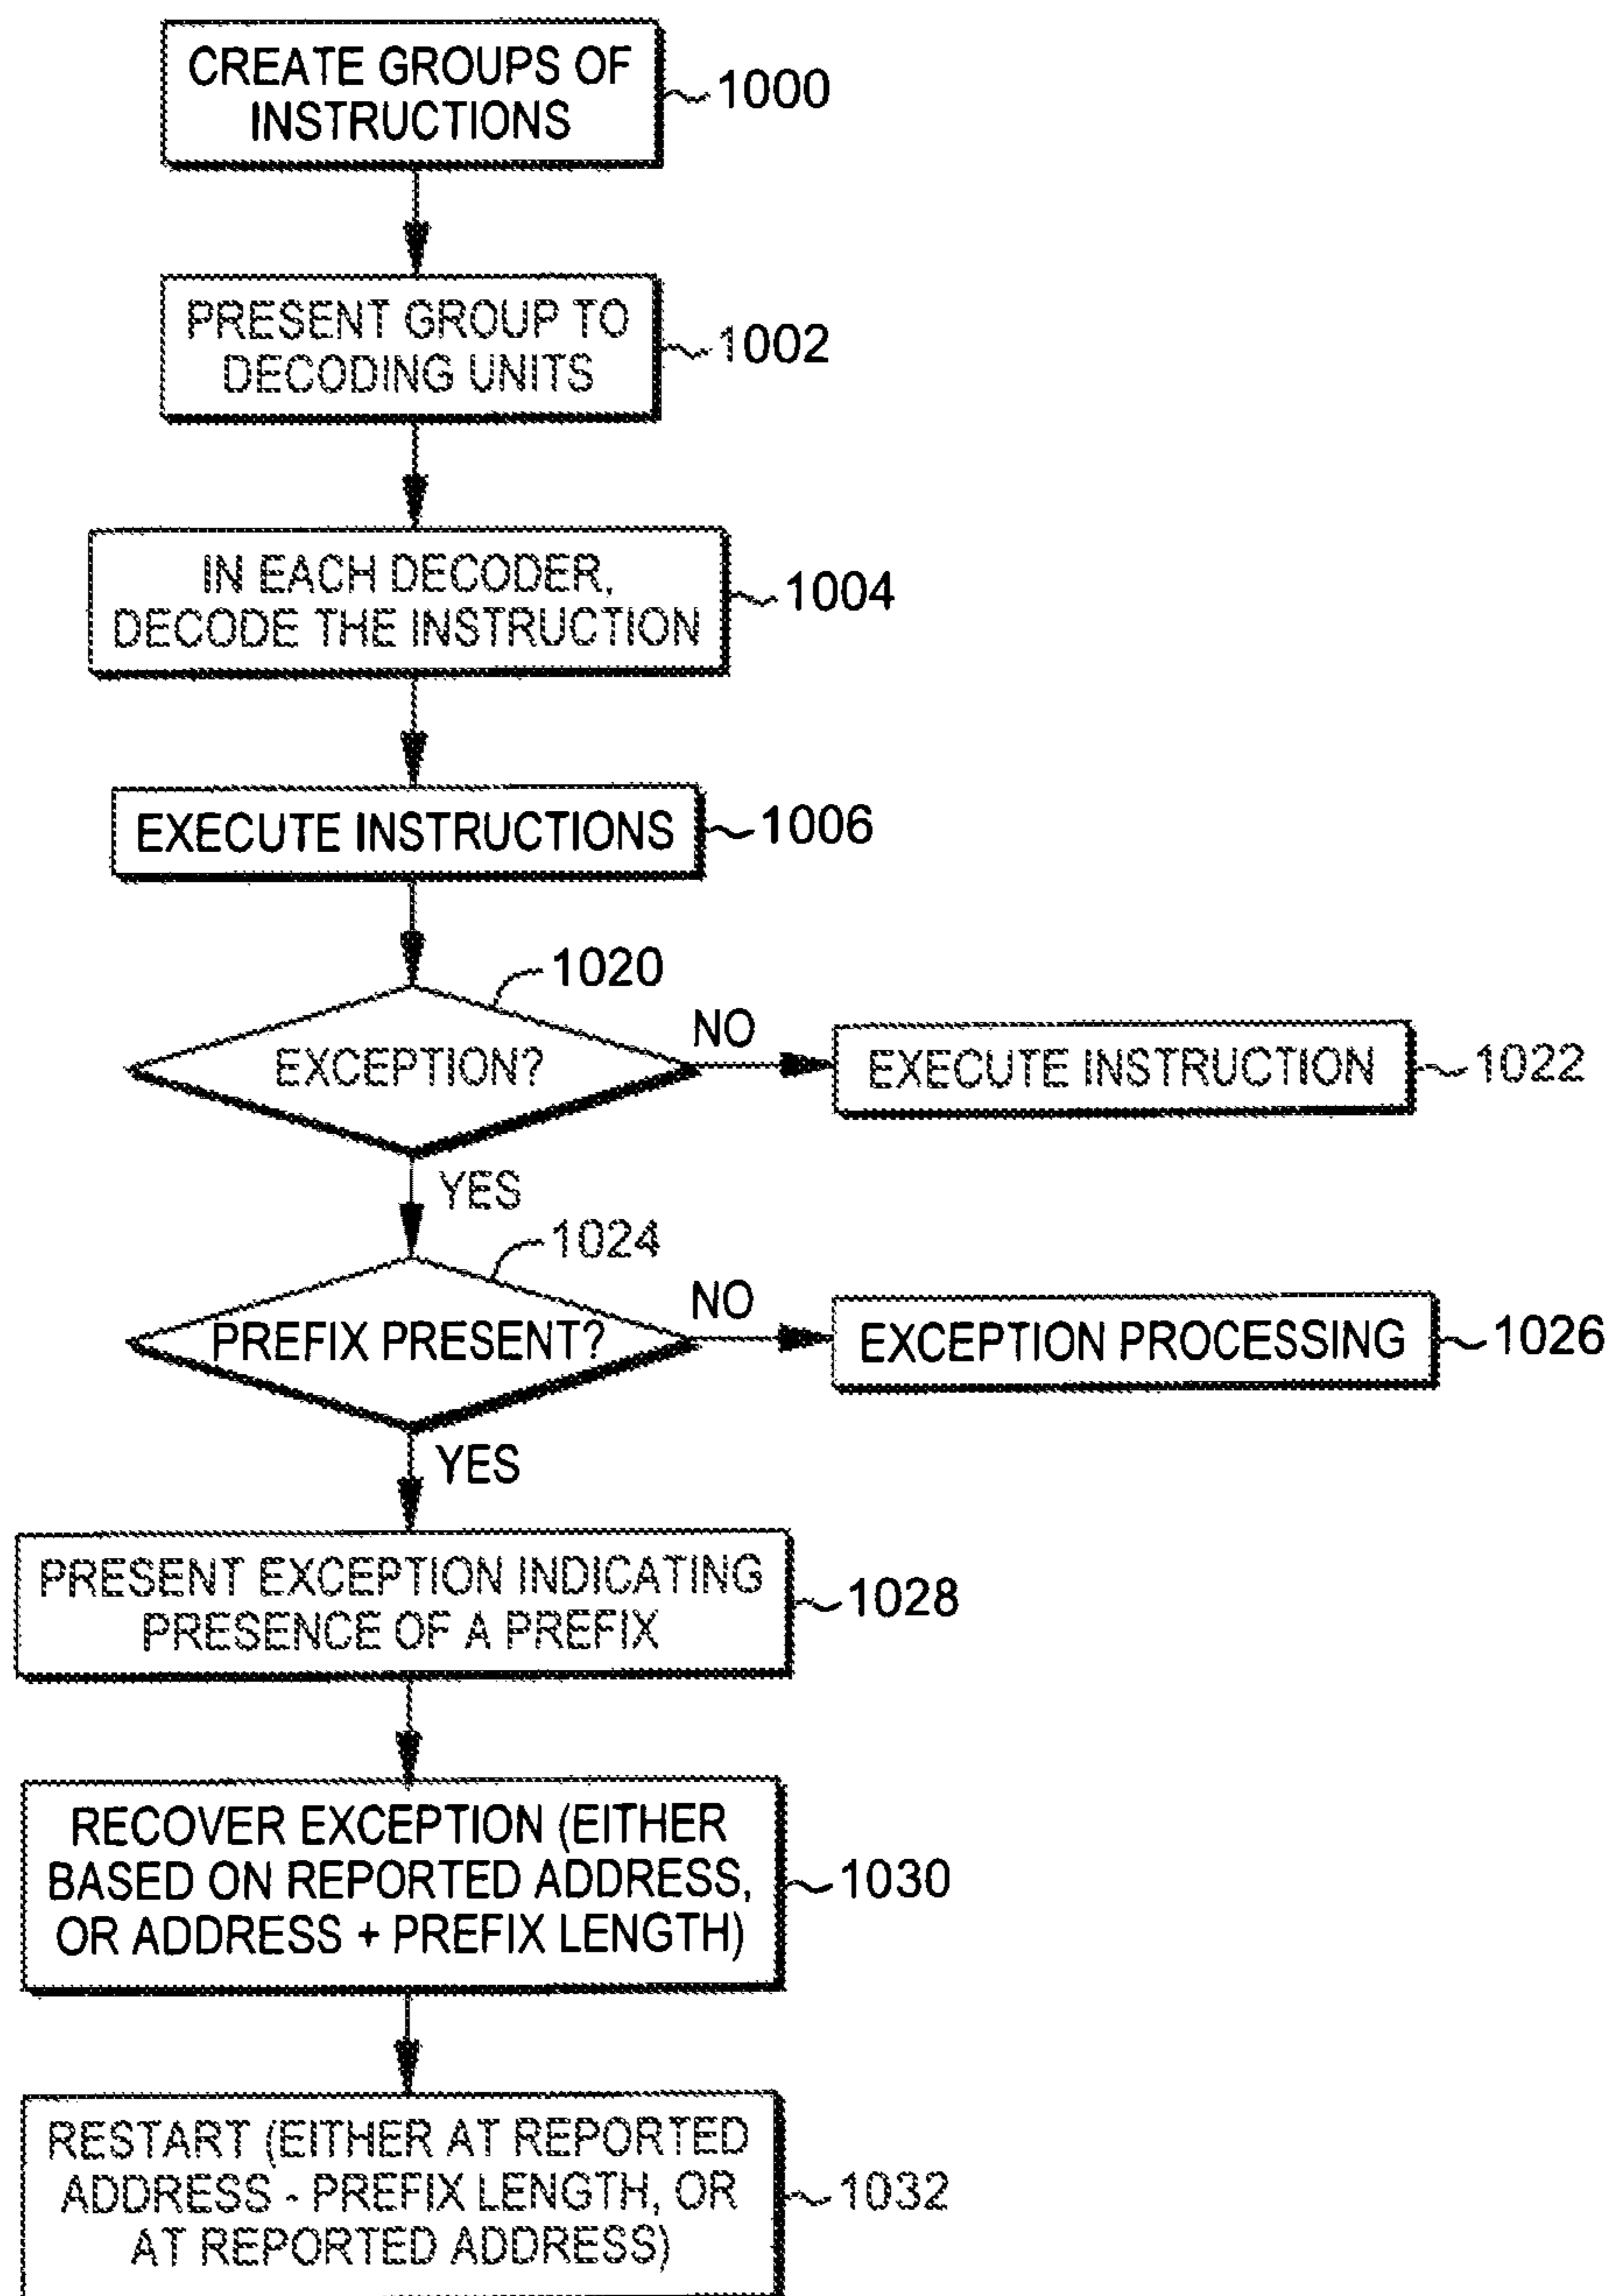 CREATE GROUPS OF
INSTRUCTIONS
1000
PRESENT GROUP TO
DECODING UNITS
1002
IN EACH DECODER,
DECODE THE INSTRUCTION
1004
EXECUTE INSTRUCTIONS
1006
1020
EXCEPTION?
NO
EXECUTE INSTRUCTION
1022
YES
1024
PREFIX PRESENT?
NO
EXCEPTION PROCESSING
1026
YES
PRESENT EXCEPTION INDICATING
PRESENCE OF A PREFIX
1028
RECOVER EXCEPTION (EITHER
BASED ON REPORTED ADDRESS,
OR ADDRESS + PREFIX LENGTH)
1030
RESTART (EITHER AT REPORTED
ADDRESS - PREFIX LENGTH, OR
AT REPORTED ADDRESS)
1032